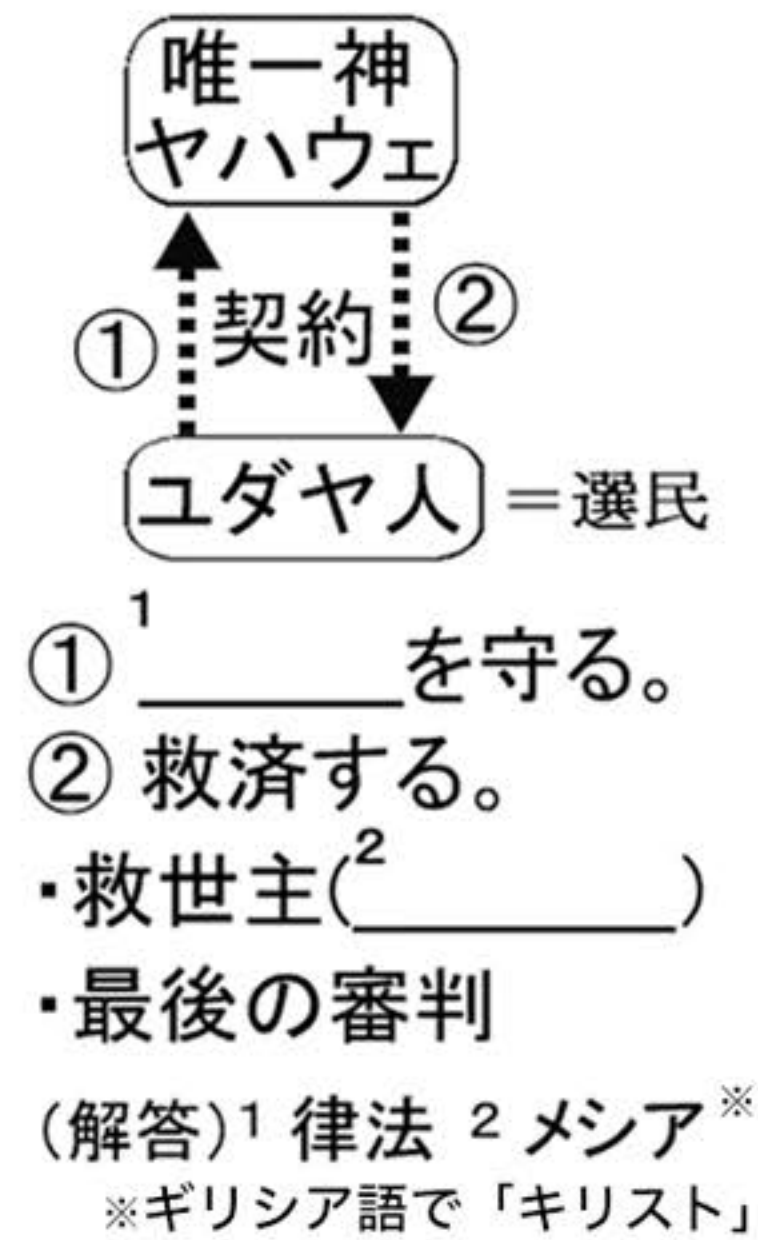 唯一神
ヤハウェ
① 契約 ②
ユダヤ人 =選民
① ¹______を守る。
② 救済する。
・救世主(²______)
・最後の審判
(解答)¹ 律法 ² メシア※
※ギリシア語で「キリスト」